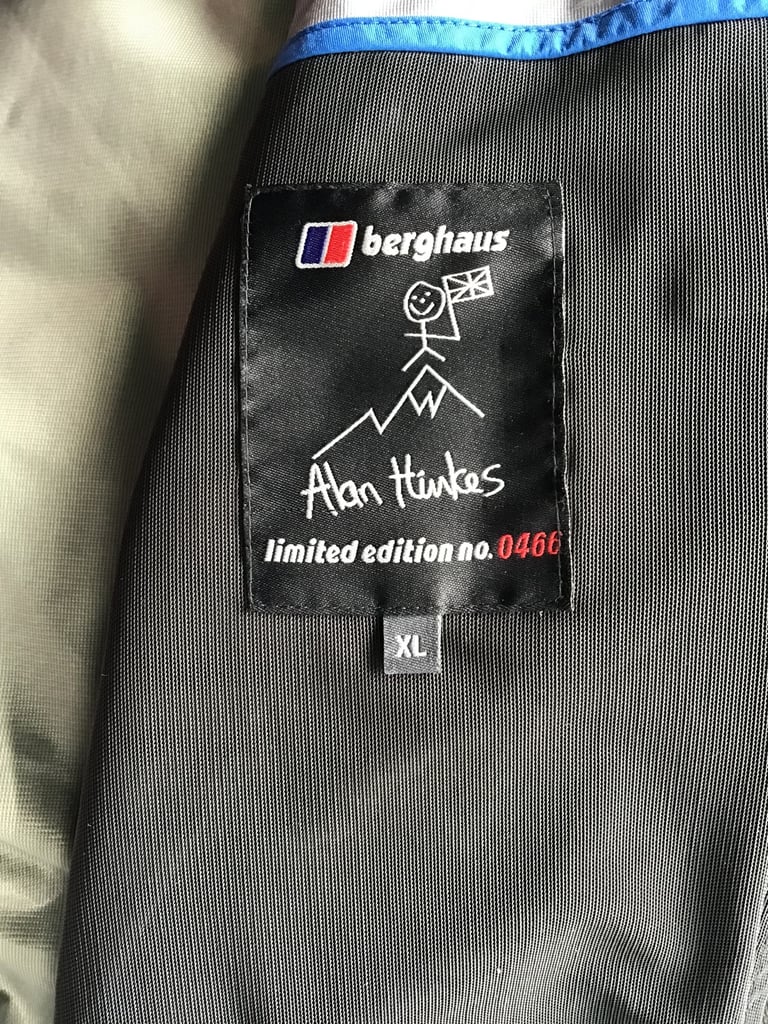 berghaus
W
Alan Hinkes
limited edition no. 0466
XL